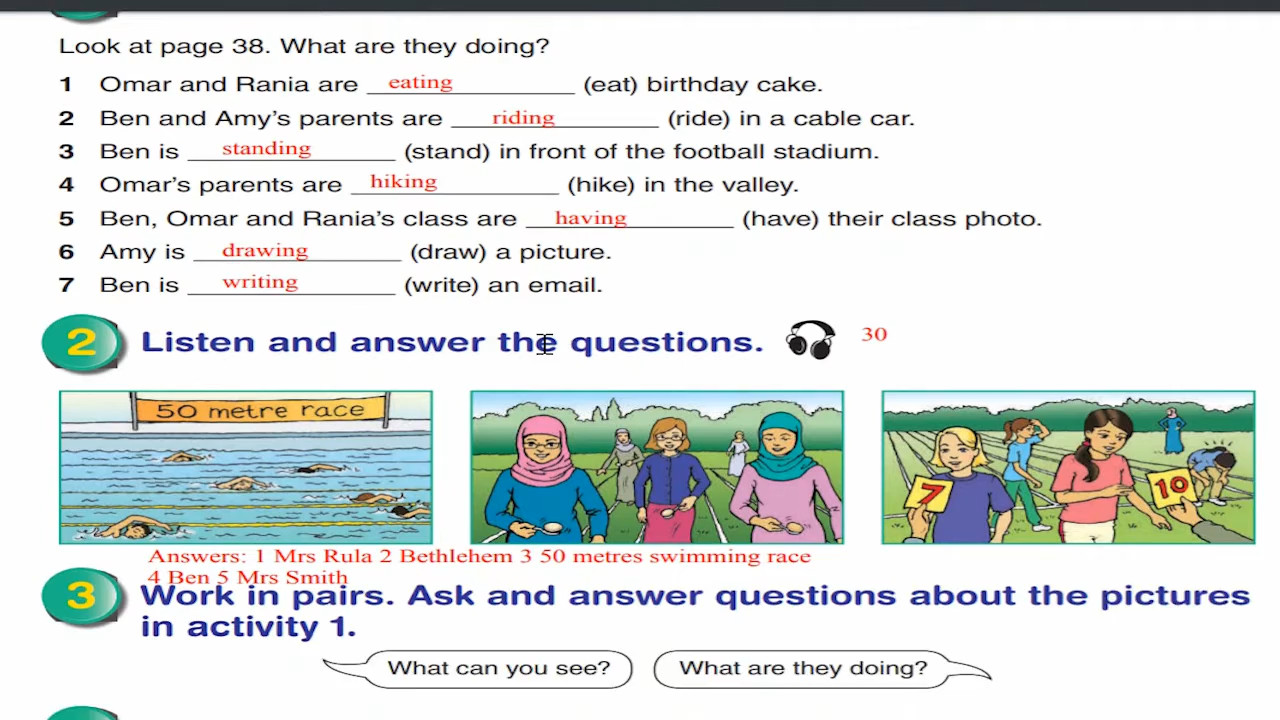 Look at page 38. What are they doing?
1 Omar and Rania are eating (eat) birthday cake.
2 Ben and Amy's parents are riding (ride) in a cable car.
3 Ben is standing (stand) in front of the football stadium.
4 Omar's parents are hiking (hike) in the valley.
5 Ben, Omar and Rania's class are having (have) their class photo.
6 Amy is drawing (draw) a picture.
7 Ben is writing (write) an email.
2 Listen and answer the questions. 30
50 metre race
7
10
Answers: 1 Mrs Rula 2 Bethlehem 3 50 metres swimming race
4 Ben 5 Mrs Smith
3 Work in pairs. Ask and answer questions about the pictures
in activity 1.
What can you see? What are they doing?